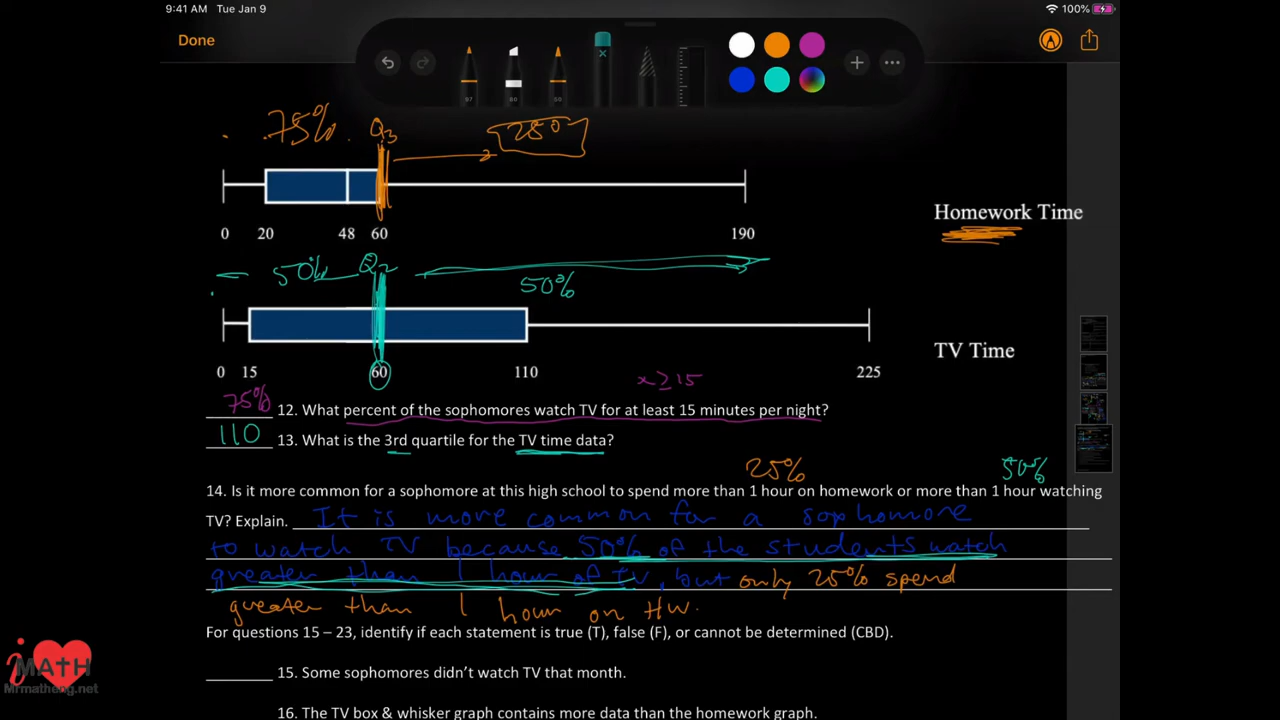 9:41 AM Tue Jan 9
100%
Done
97
80
50
75% Q3 25%
Homework Time
0 20 48 60 190
50% Q2
50%
TV Time
0 15 60 110 225
x ≥ 15
75% 12. What percent of the sophomores watch TV for at least 15 minutes per night?
110 13. What is the 3rd quartile for the TV time data?
25% 50%
14. Is it more common for a sophomore at this high school to spend more than 1 hour on homework or more than 1 hour watching
TV? Explain. It is more common for a sophomore
to watch TV because 50% of the students watch
greater than 1 hour of TV, but only 25% spend
greater than 1 hour on HW.
For questions 15 – 23, identify if each statement is true (T), false (F), or cannot be determined (CBD).
15. Some sophomores didn't watch TV that month.
16. The TV box & whisker graph contains more data than the homework graph.
iMATH
Mrmatheng.net